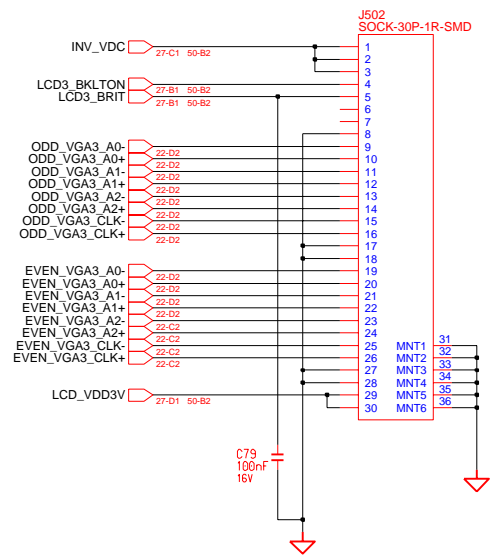 J502
SOCK-30P-1R-SMD
INV_VDC 27-C1 50-B2 1
2
3
LCD3_BKLTON 27-B1 50-B2 4
LCD3_BRIT 27-B1 50-B2 5
6
7
8
ODD_VGA3_A0- 22-D2 9
ODD_VGA3_A0+ 22-D2 10
ODD_VGA3_A1- 22-D2 11
ODD_VGA3_A1+ 22-D2 12
ODD_VGA3_A2- 22-D2 13
ODD_VGA3_A2+ 22-D2 14
ODD_VGA3_CLK- 22-D2 15
ODD_VGA3_CLK+ 22-D2 16
17
18
EVEN_VGA3_A0- 22-D2 19
EVEN_VGA3_A0+ 22-D2 20
EVEN_VGA3_A1- 22-D2 21
EVEN_VGA3_A1+ 22-D2 22
EVEN_VGA3_A2- 22-C2 23
EVEN_VGA3_A2+ 22-C2 24
EVEN_VGA3_CLK- 22-C2 25 MNT1 31
EVEN_VGA3_CLK+ 22-C2 26 MNT2 32
27 MNT3 33
28 MNT4 34
LCD_VDD3V 27-D1 50-B2 29 MNT5 35
30 MNT6 36
C79
100nF
16V